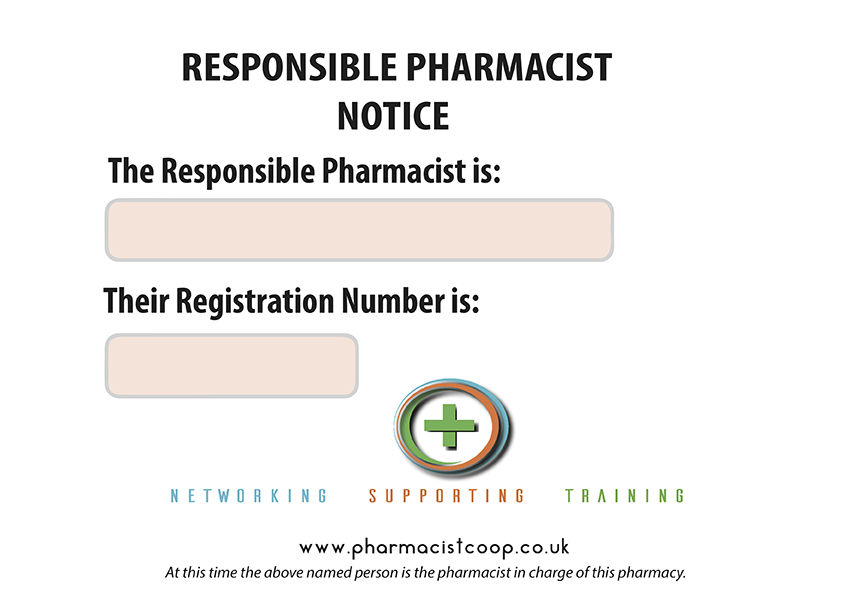 RESPONSIBLE PHARMACIST
NOTICE
The Responsible Pharmacist is:
Their Registration Number is:
NETWORKING SUPPORTING TRAINING
www.pharmacistcoop.co.uk
At this time the above named person is the pharmacist in charge of this pharmacy.